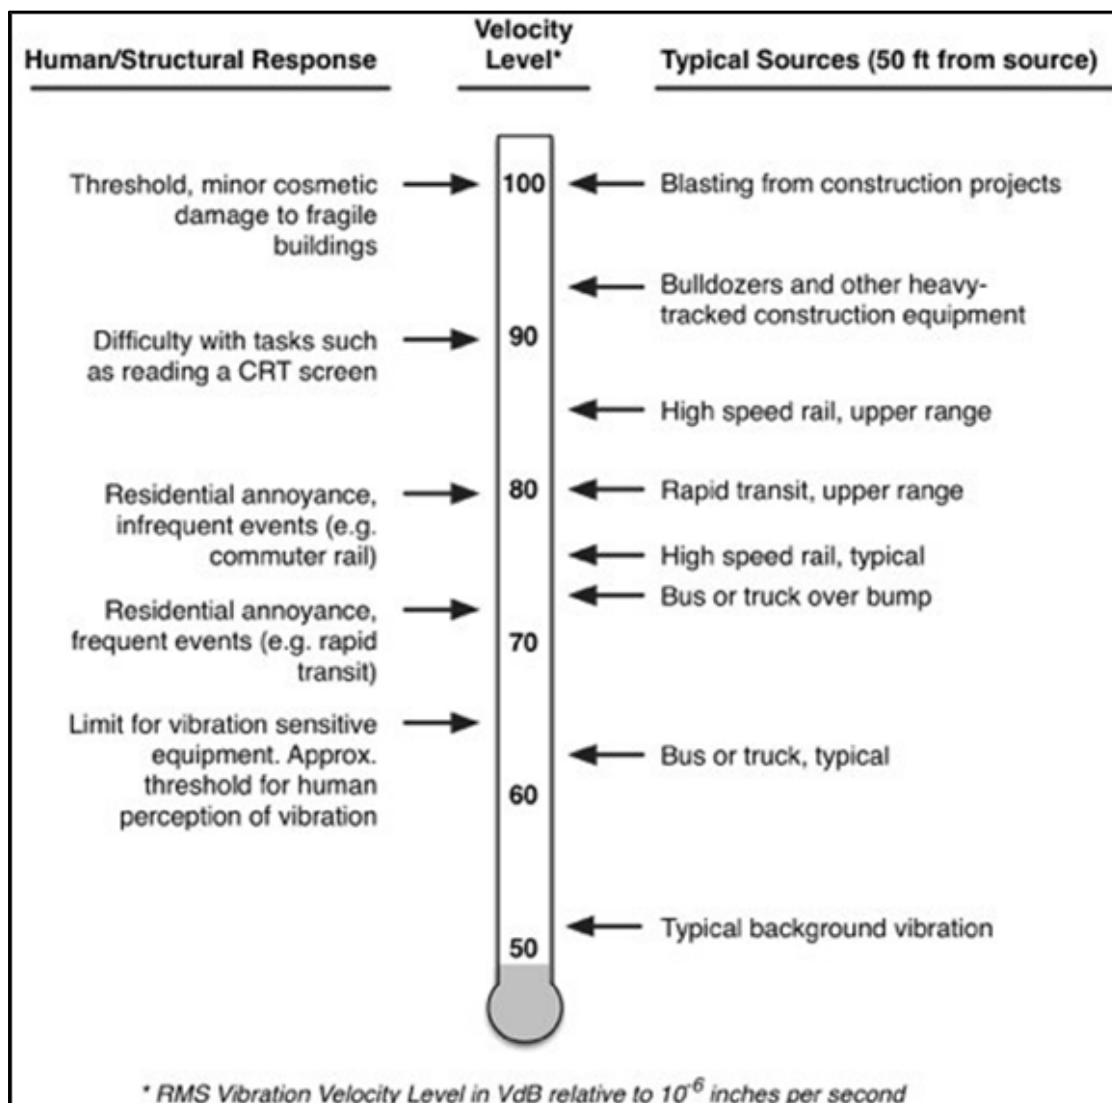 Human/Structural Response
Velocity
Level*
Typical Sources (50 ft from source)
Threshold, minor cosmetic
damage to fragile
buildings
100
Blasting from construction projects
Bulldozers and other heavy-
tracked construction equipment
Difficulty with tasks such
as reading a CRT screen
90
High speed rail, upper range
Residential annoyance,
infrequent events (e.g.
commuter rail)
80
Rapid transit, upper range
High speed rail, typical
Bus or truck over bump
Residential annoyance,
frequent events (e.g. rapid
transit)
70
Limit for vibration sensitive
equipment. Approx.
threshold for human
perception of vibration
Bus or truck, typical
60
Typical background vibration
50
* RMS Vibration Velocity Level in VdB relative to 10⁻⁶ inches per second